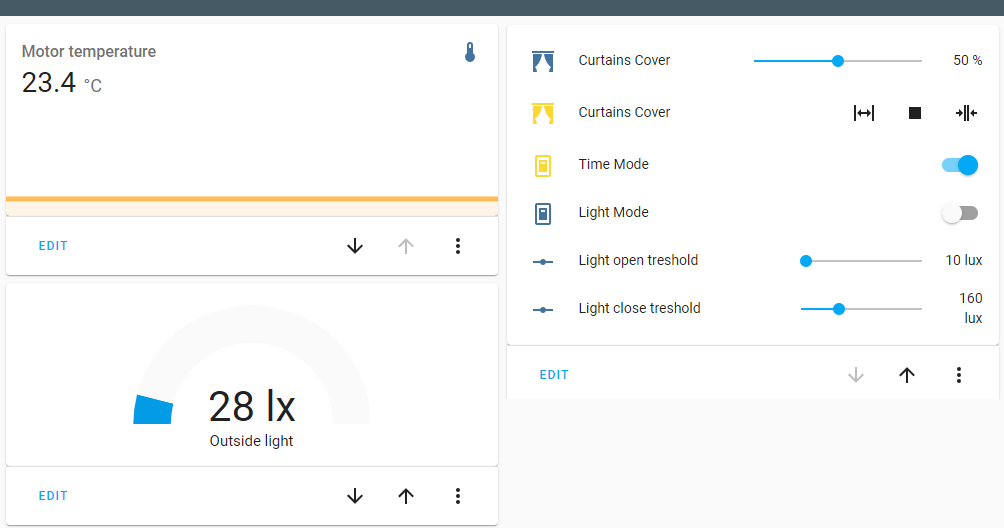 Motor temperature
23.4 °C
EDIT
28 lx
Outside light
EDIT
Curtains Cover
50 %
Curtains Cover
Time Mode
Light Mode
Light open treshold
10 lux
Light close treshold
160
lux
EDIT